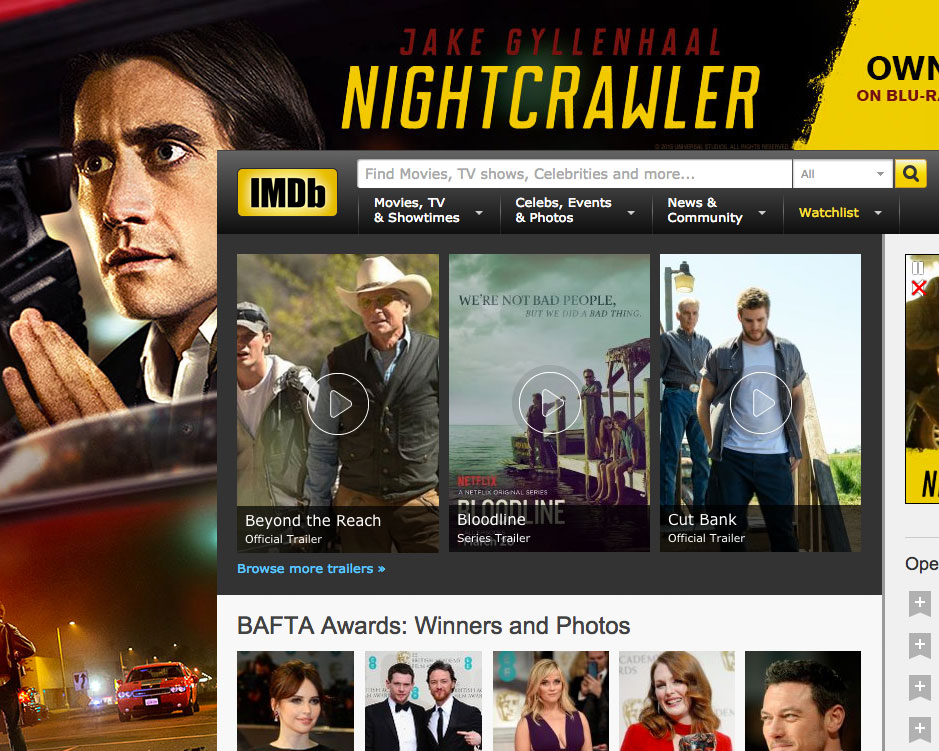 JAKE GYLLENHAAL
NIGHTCRAWLER
OWN
ON BLU-RA
© 2015 UNIVERSAL STUDIOS. ALL RIGHTS RESERVED.
IMDb
Find Movies, TV shows, Celebrities and more...
All
Movies, TV
& Showtimes
Celebs, Events
& Photos
News &
Community
Watchlist
WE'RE NOT BAD PEOPLE,
BUT WE DID A BAD THING.
NETFLIX
A NETFLIX ORIGINAL SERIES
BLOODLINE
March 20
Beyond the Reach
Official Trailer
Bloodline
Series Trailer
Cut Bank
Official Trailer
Browse more trailers »
N
Ope
BAFTA Awards: Winners and Photos